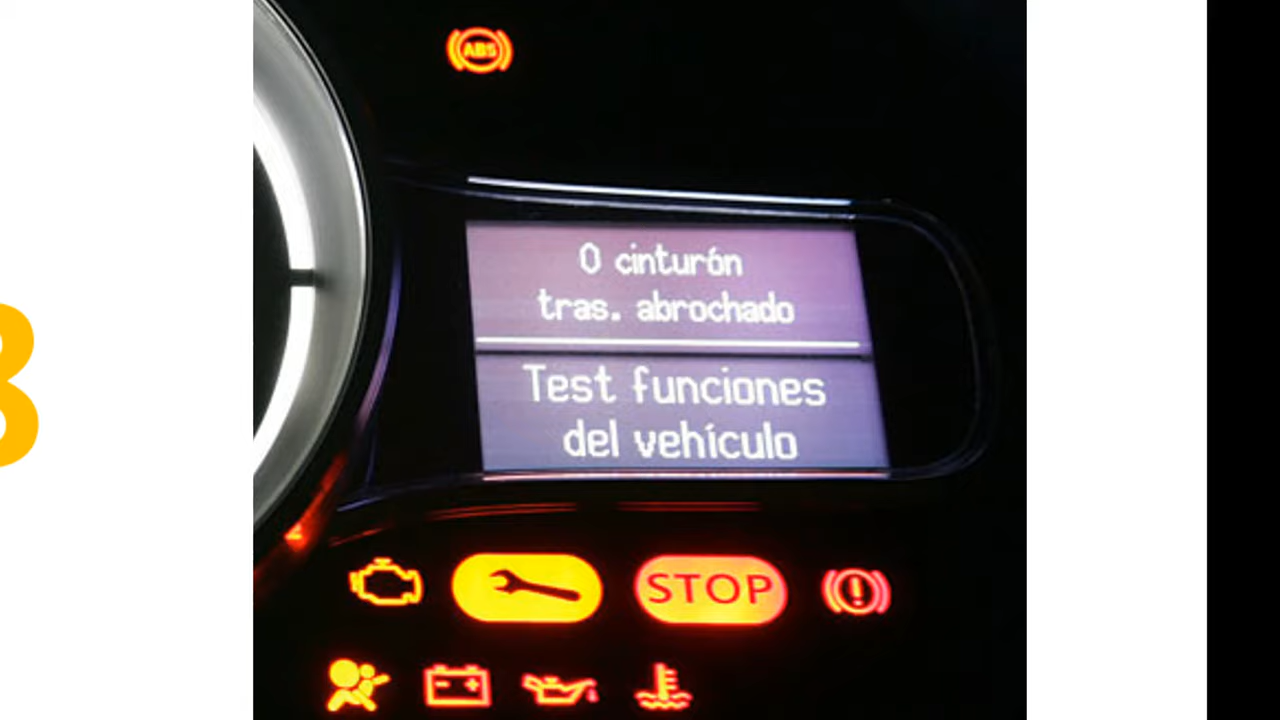 ABS
0 cinturón
tras. abrochado
Test funciones
del vehículo
STOP